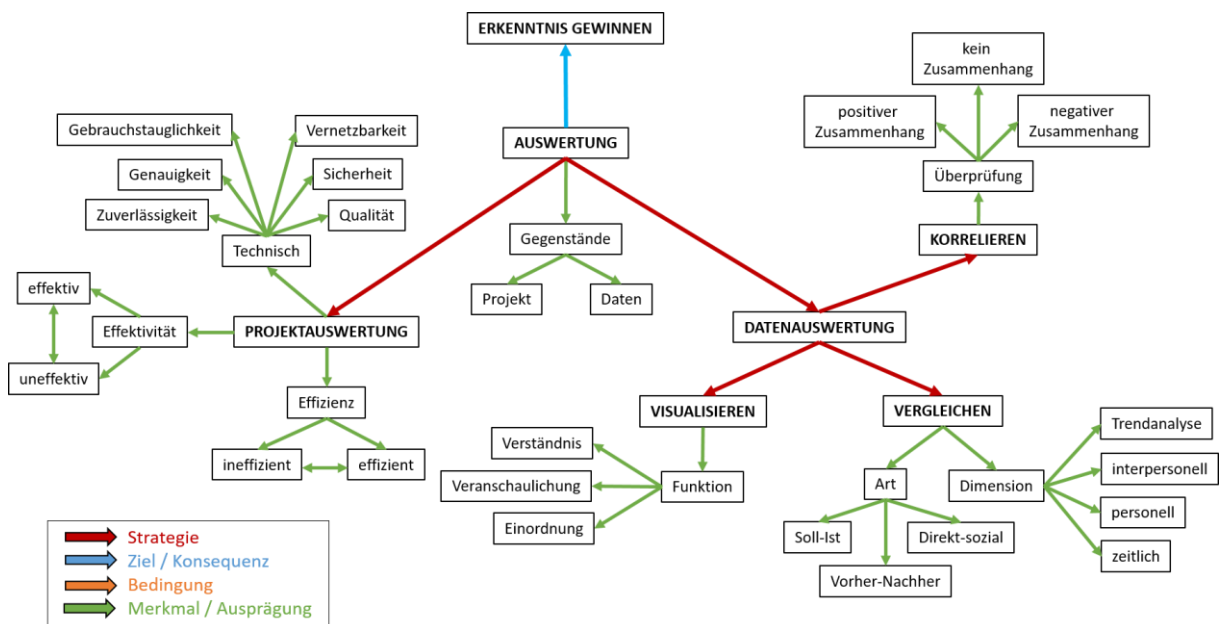 ERKENNTNIS GEWINNEN
kein
Zusammenhang
positiver
Zusammenhang
negativer
Zusammenhang
Gebrauchstauglichkeit
Vernetzbarkeit
AUSWERTUNG
Genauigkeit
Sicherheit
Überprüfung
Zuverlässigkeit
Qualität
Technisch
Gegenstände
KORRELIEREN
effektiv
Projekt
Daten
Effektivität
PROJEKTAUSWERTUNG
DATENAUSWERTUNG
uneffektiv
Effizienz
VISUALISIEREN
VERGLEICHEN
Trendanalyse
Verständnis
ineffizient
effizient
interpersonell
Veranschaulichung
Funktion
Art
Dimension
personell
Einordnung
Soll-Ist
Direkt-sozial
zeitlich
Vorher-Nachher
Strategie
Ziel / Konsequenz
Bedingung
Merkmal / Ausprägung